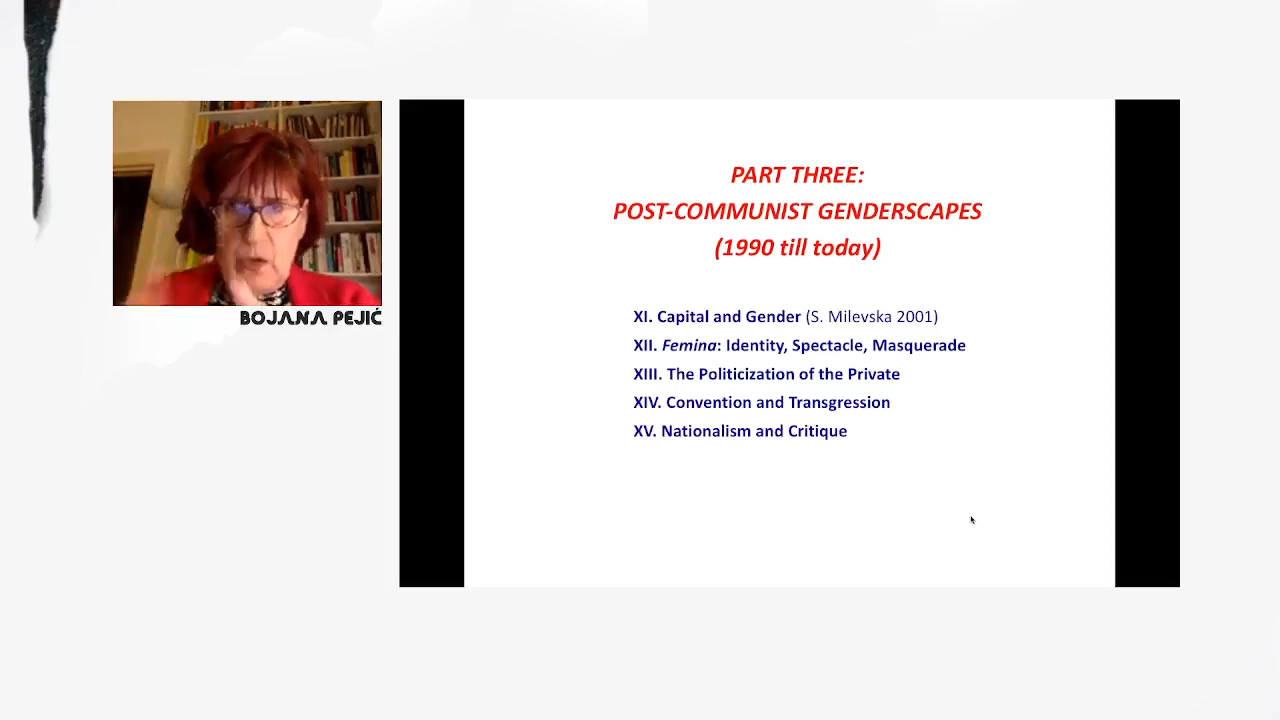 BOJANA PEJIĆ
PART THREE:
POST-COMMUNIST GENDERSCAPES
(1990 till today)
XI. Capital and Gender (S. Milevska 2001)
XII. Femina: Identity, Spectacle, Masquerade
XIII. The Politicization of the Private
XIV. Convention and Transgression
XV. Nationalism and Critique